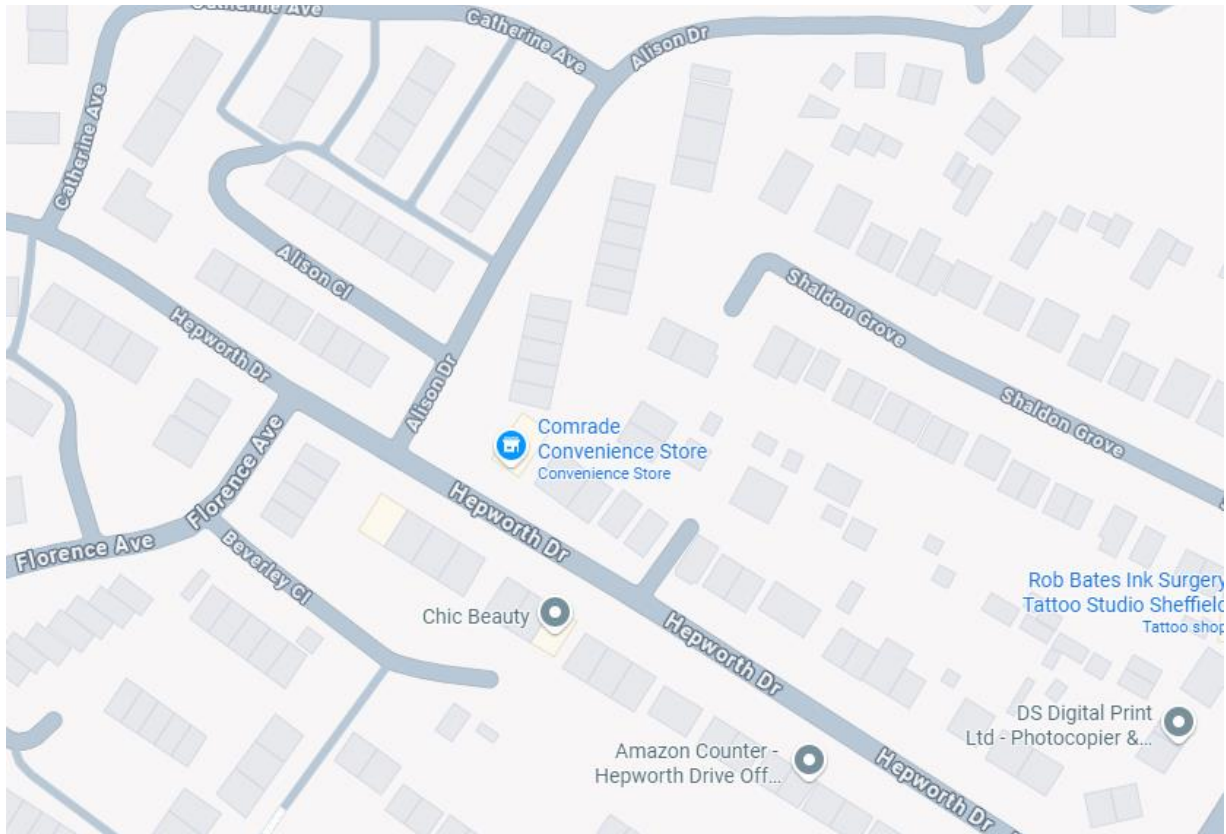 Catherine Ave
Catherine Ave
Alison Dr
Catherine Ave
Alison Cl
Shaldon Grove
Hepworth Dr
Alison Dr
Shaldon Grove
Comrade
Convenience Store
Convenience Store
Florence Ave
Hepworth Dr
Florence Ave
Beverley Cl
Rob Bates Ink Surgery
Tattoo Studio Sheffield
Tattoo shop
Chic Beauty
Hepworth Dr
DS Digital Print
Ltd - Photocopier &...
Amazon Counter -
Hepworth Drive Off...
Hepworth Dr